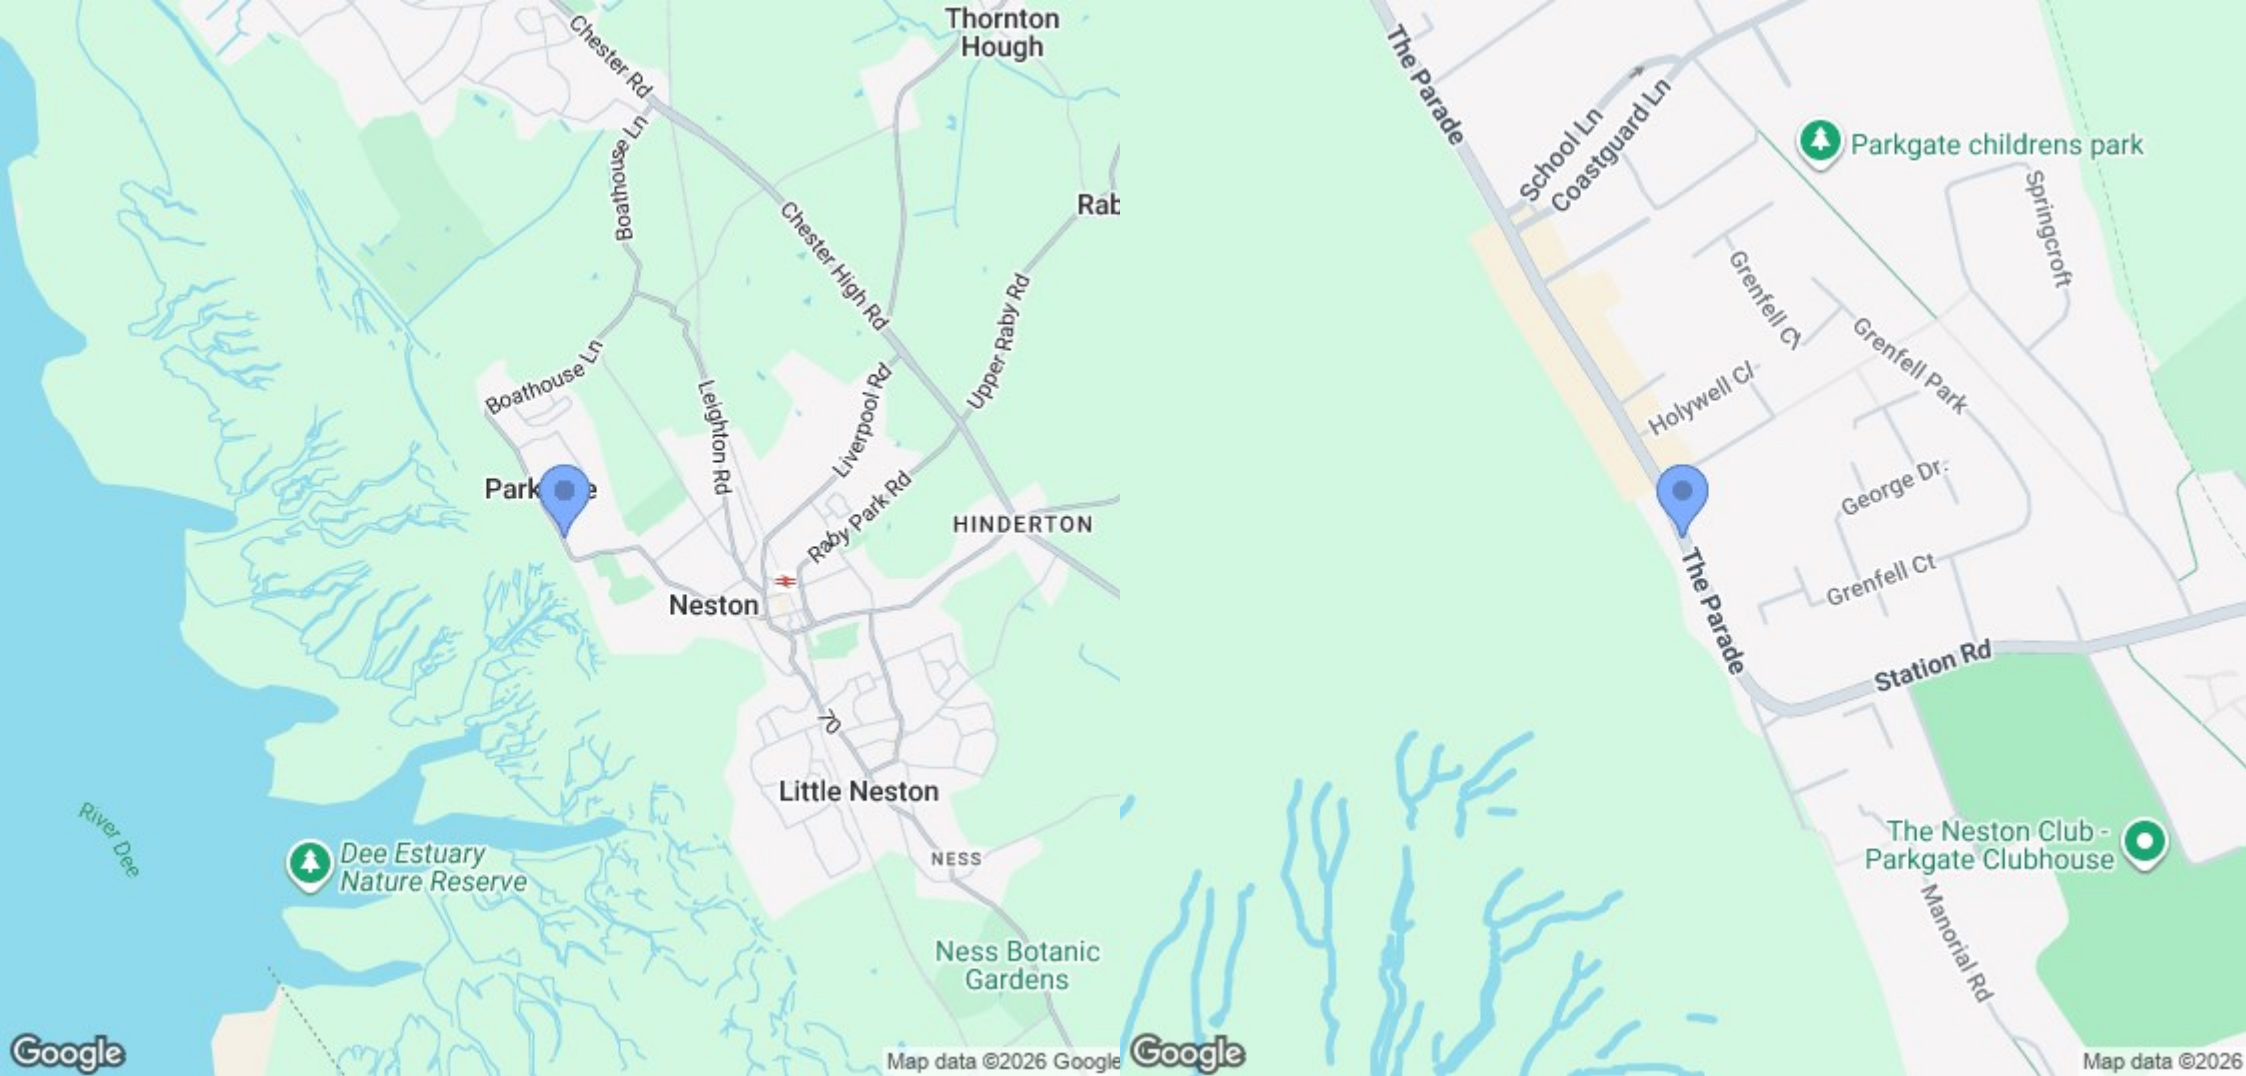 Thornton
Hough
Chester Rd
Boathouse Ln
Chester High Rd
Rab
Upper Raby Rd
Boathouse Ln
Leighton Rd
Liverpool Rd
Raby Park Rd
HINDERTON
Neston
70
Little Neston
River Dee
Dee Estuary
Nature Reserve
NESS
Ness Botanic
Gardens
Google
Map data ©2026 Google
The Parade
School Ln
Coastguard Ln
Parkgate childrens park
Springcroft
Grenfell Cl
Grenfell Park
Holywell Cl
George Dr.
The Parade
Grenfell Ct
Station Rd
The Neston Club -
Parkgate Clubhouse
Manorial Rd
Google
Map data ©2026